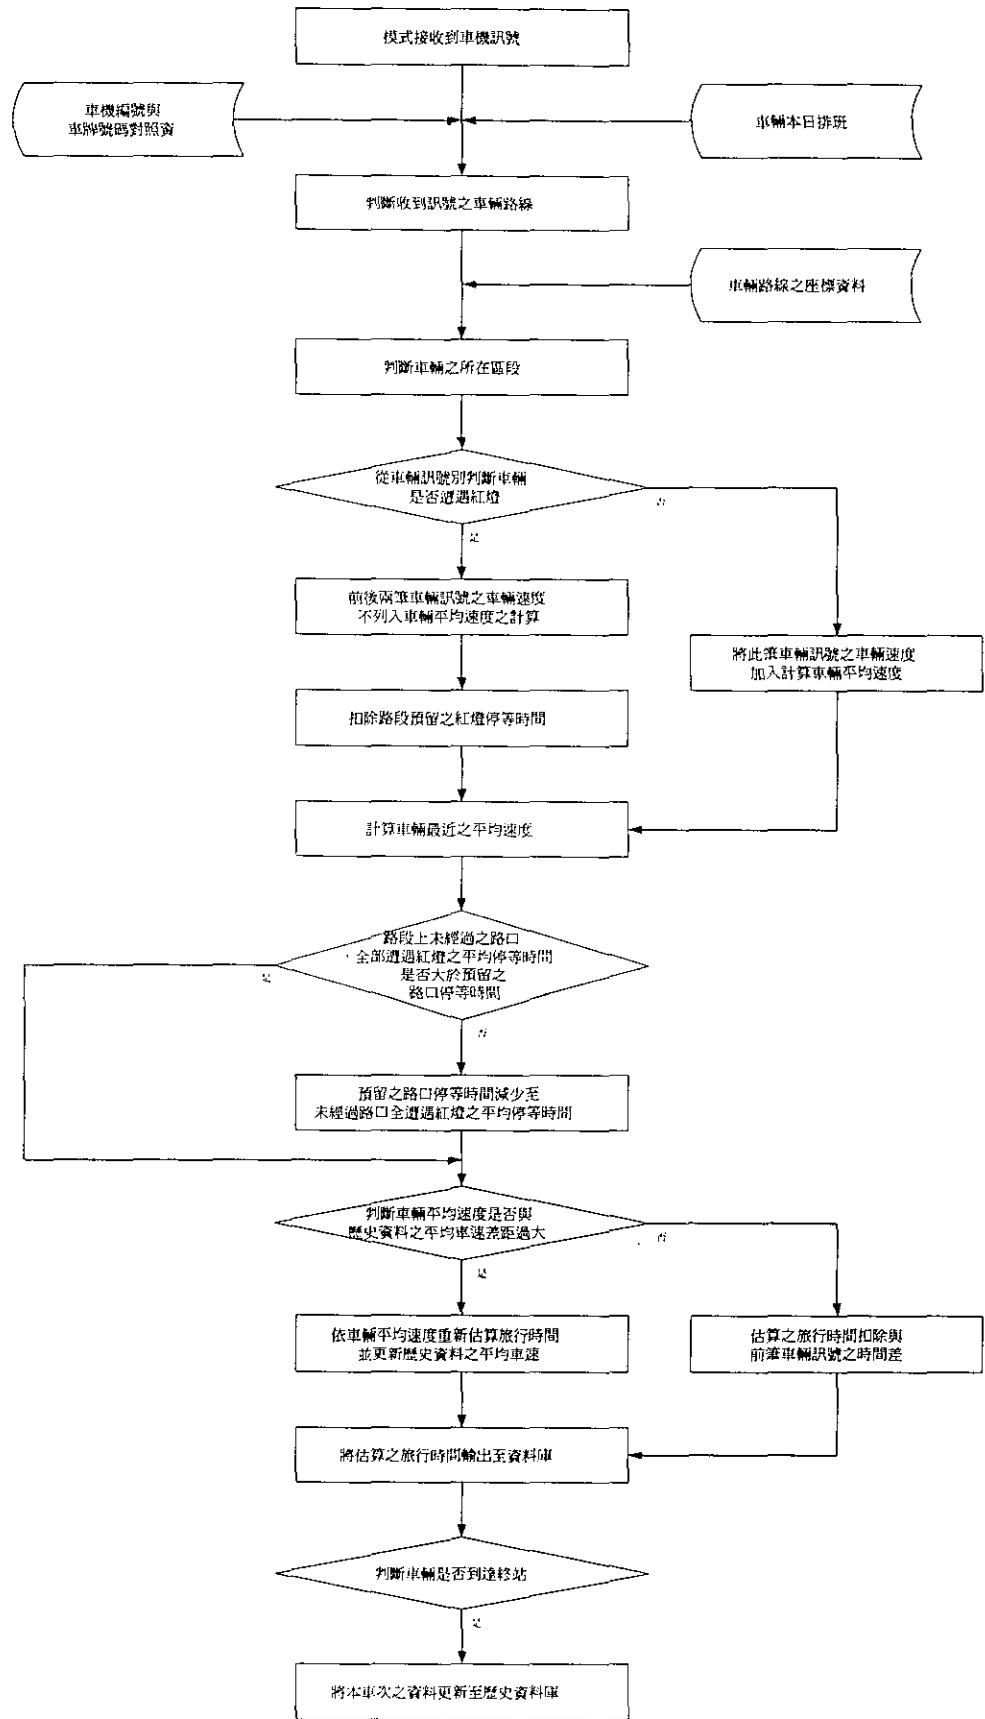 模式接收到車機訊號
車機編號與
車牌號碼對照資
車輛本日排班
判斷收到訊號之車輛路線
車輛路線之座標資料
判斷車輛之所在區段
從車輛訊號別判斷車輛
是否遭遇紅燈
否
是
前後兩筆車輛訊號之車輛速度
不列入車輛平均速度之計算
將此筆車輛訊號之車輛速度
加入計算車輛平均速度
扣除路段預留之紅燈停等時間
計算車輛最近之平均速度
路段上未經過之路口
，全部遭遇紅燈之平均停等時間
是否大於預留之
路口停等時間
是
否
預留之路口停等時間減少至
未經過路口全遭遇紅燈之平均停等時間
判斷車輛平均速度是否與
歷史資料之平均車速差距過大
否
是
依車輛平均速度重新估算旅行時間
並更新歷史資料之平均車速
估算之旅行時間扣除與
前筆車輛訊號之時間差
將估算之旅行時間輸出至資料庫
判斷車輛是否到達終站
是
將本車次之資料更新至歷史資料庫